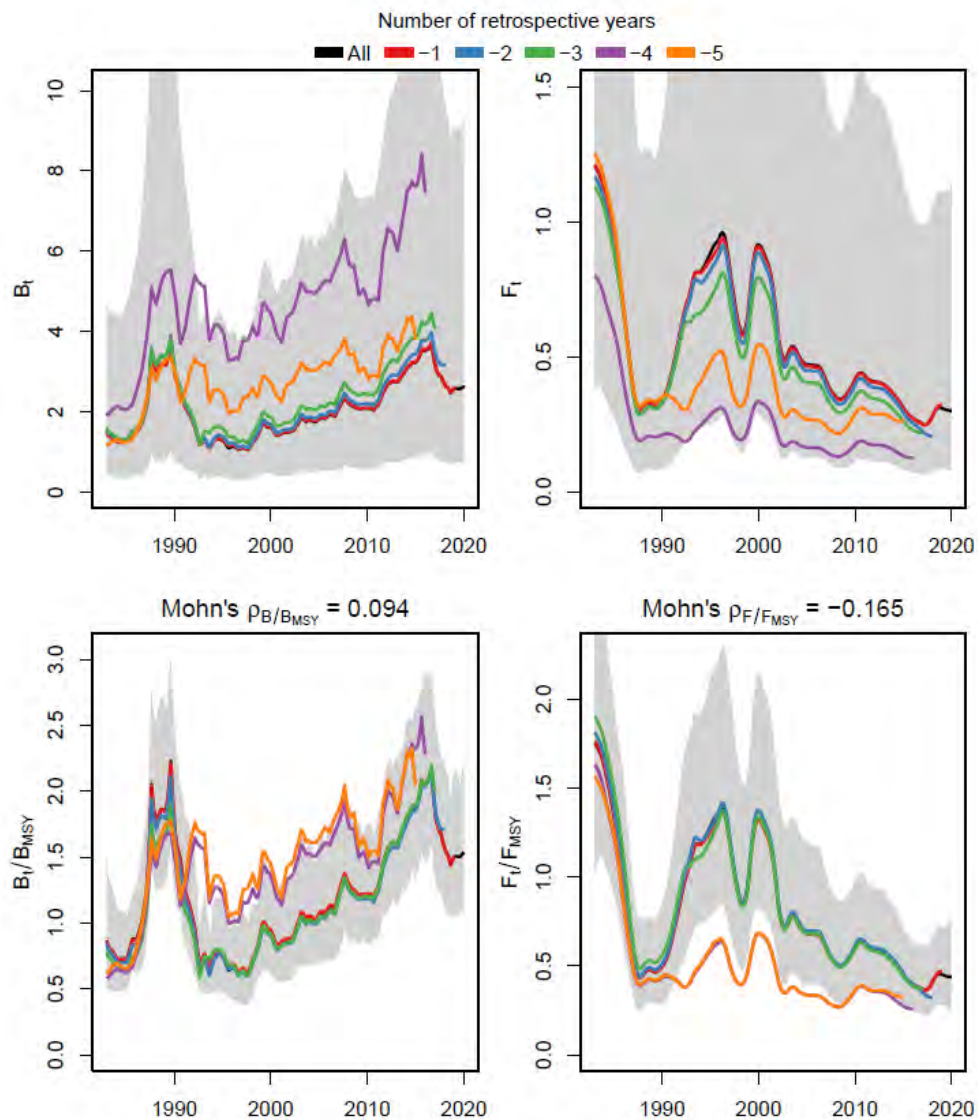 Number of retrospective years
All −1 −2 −3 −4 −5
Bt
0 2 4 6 8 10
1990 2000 2010 2020
Ft
0.0 0.5 1.0 1.5
1990 2000 2010 2020
Mohn's ρB/BMSY = 0.094
Bt/BMSY
0.0 0.5 1.0 1.5 2.0 2.5 3.0
1990 2000 2010 2020
Mohn's ρF/FMSY = −0.165
Ft/FMSY
0.0 0.5 1.0 1.5 2.0
1990 2000 2010 2020